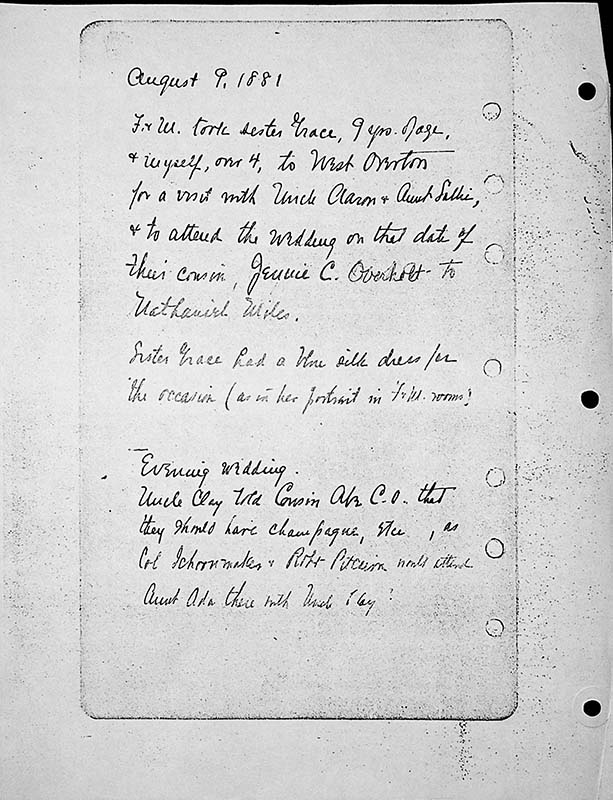 August 9, 1881
F. & M. took sister Grace, 9 yrs. of age,
& myself, over 4, to West Overton
for a visit with Uncle Aaron & Aunt Sallie,
& to attend the wedding on that date of
their cousin, Jennie C. Overholt to
Nathaniel Miles.
Sister Grace had a blue silk dress for
the occasion (as in her portrait in F. & M. rooms)
Evening wedding.
Uncle Clay told Cousin Abe C.O. that
they should have champagne, etc., as
Col Schoonmaker & Robt Pitcairn would attend
Aunt Ada there with Uncle Clay